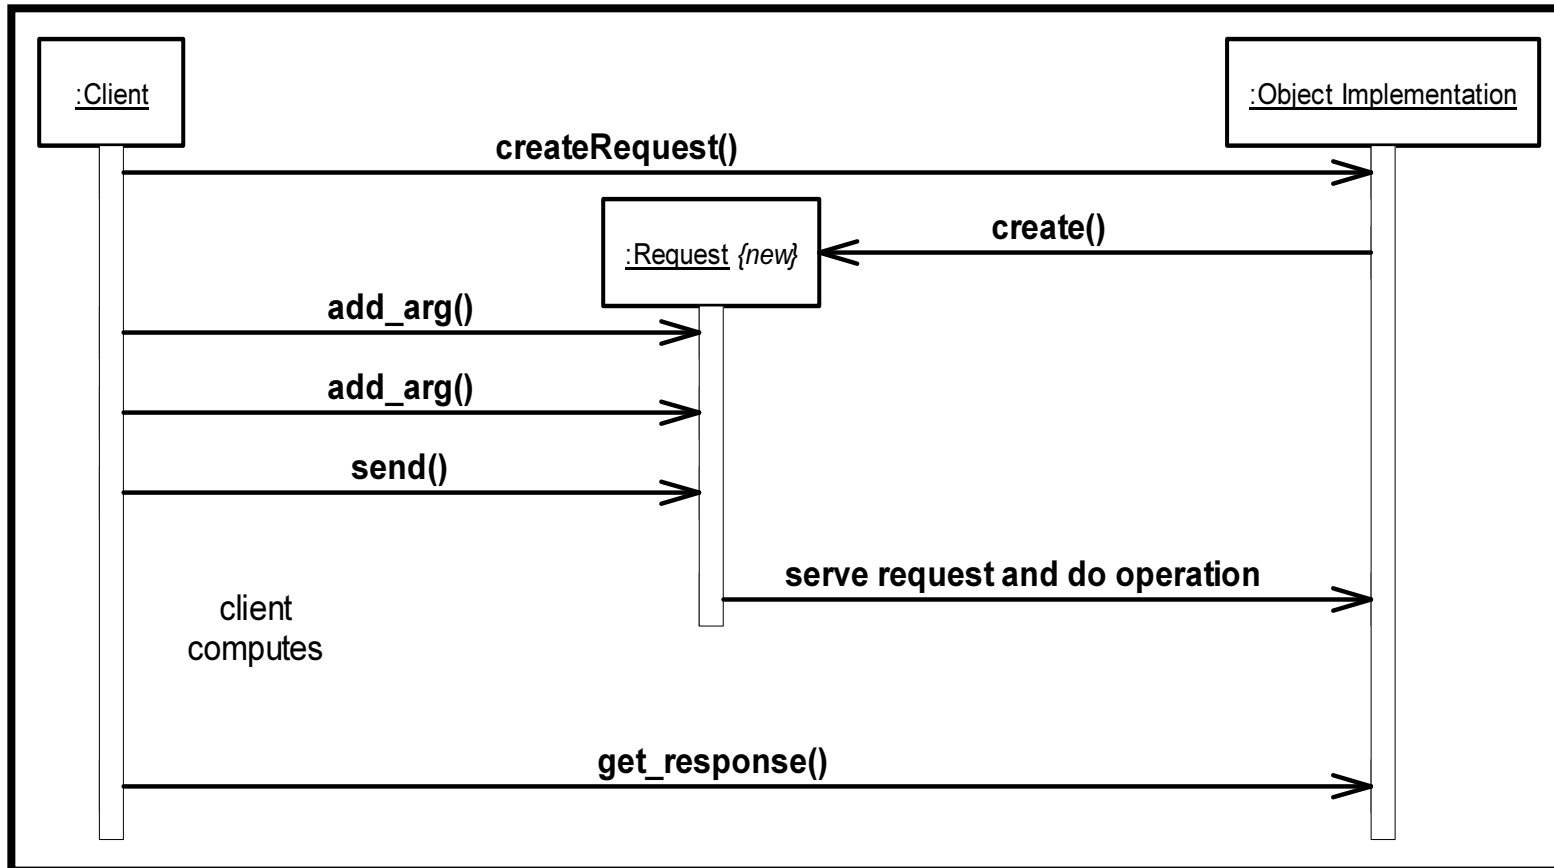 :Client
:Object Implementation
createRequest()
:Request {new}
create()
add_arg()
add_arg()
send()
serve request and do operation
client
computes
get_response()